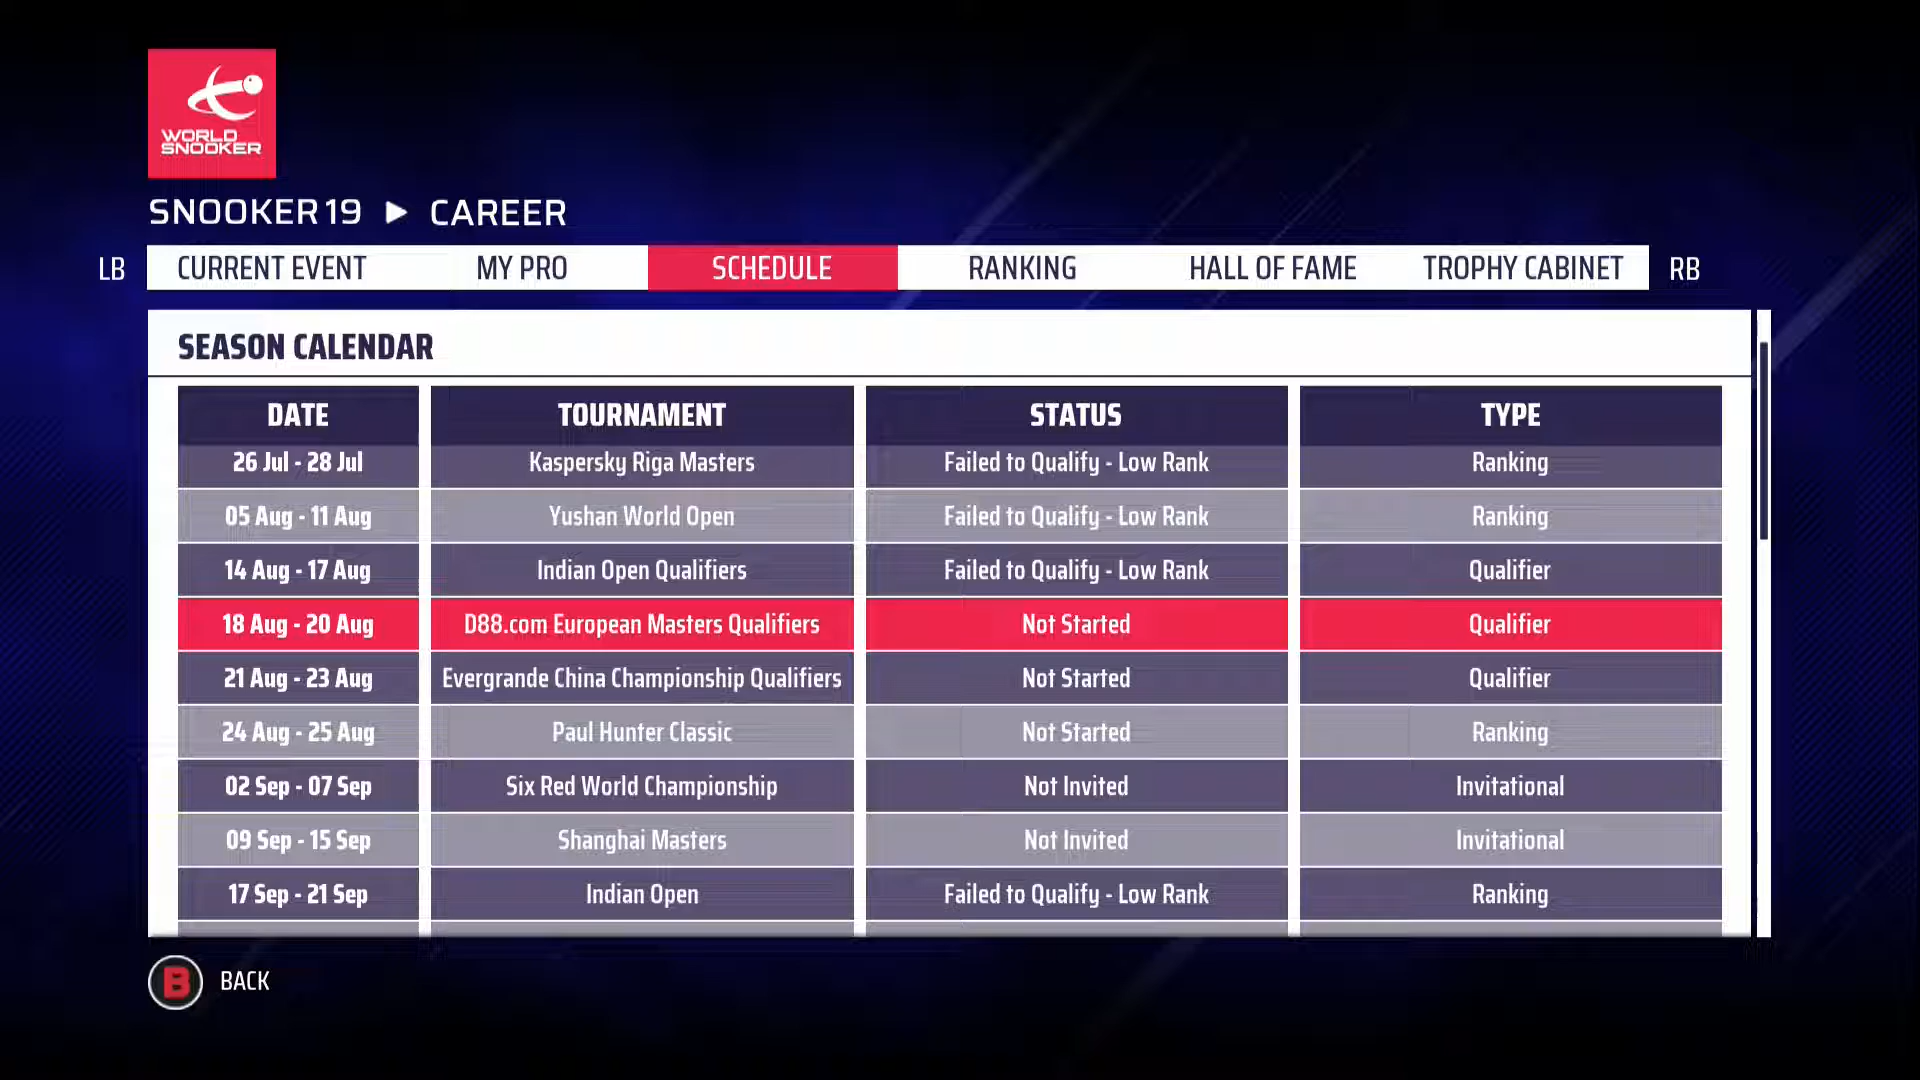 WORLD
SNOOKER
SNOOKER 19 ▶ CAREER
LB CURRENT EVENT MY PRO SCHEDULE RANKING HALL OF FAME TROPHY CABINET RB
SEASON CALENDAR
DATE TOURNAMENT STATUS TYPE
26 Jul - 28 Jul Kaspersky Riga Masters Failed to Qualify - Low Rank Ranking
05 Aug - 11 Aug Yushan World Open Failed to Qualify - Low Rank Ranking
14 Aug - 17 Aug Indian Open Qualifiers Failed to Qualify - Low Rank Qualifier
18 Aug - 20 Aug D88.com European Masters Qualifiers Not Started Qualifier
21 Aug - 23 Aug Evergrande China Championship Qualifiers Not Started Qualifier
24 Aug - 25 Aug Paul Hunter Classic Not Started Ranking
02 Sep - 07 Sep Six Red World Championship Not Invited Invitational
09 Sep - 15 Sep Shanghai Masters Not Invited Invitational
17 Sep - 21 Sep Indian Open Failed to Qualify - Low Rank Ranking
B BACK